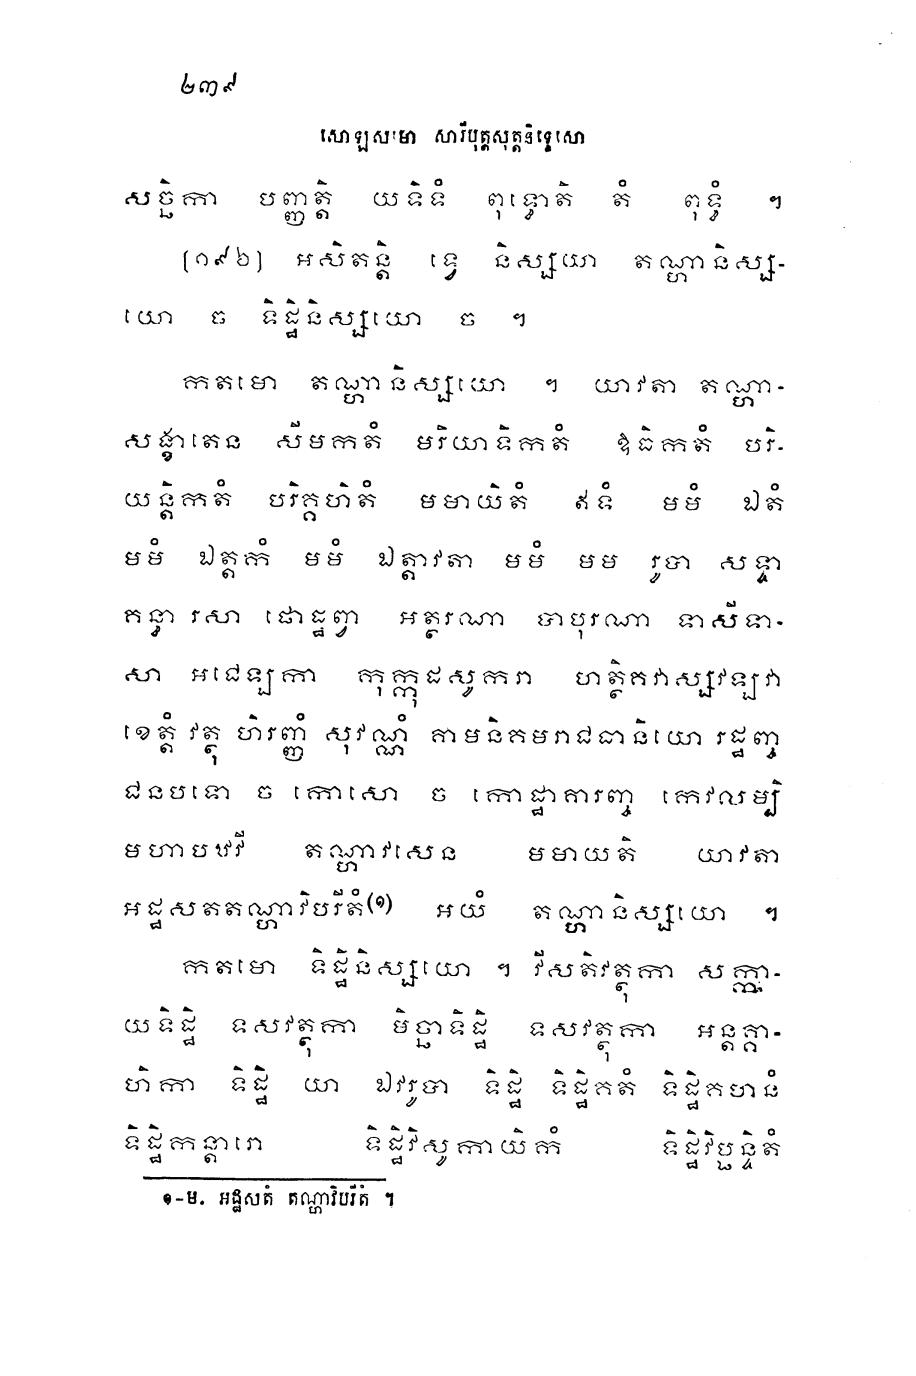 ២៣៩
សោឡសមោ សារីបុត្តសុត្តនិទ្ទេសោ
សច្ឆិកា បញ្ញត្តិ យទិទំ ពុទ្ធោតិ តំ ពុទ្ធំ ។
(១៩៦) អសិតន្តិ ទ្វេ និស្សយា តណ្ហានិស្ស-
យោ ច ទិដ្ឋិនិស្សយោ ច ។
កតមោ តណ្ហានិស្សយោ ។ យាវតា តណ្ហា-
សង្ខាតេន សីមកតំ មរិយាទិកតំ ឱធិកតំ បរិ-
យន្តិកតំ បរិគ្គហិតំ មមាយិតំ ឥទំ មមំ ឯតំ
មមំ ឯត្តកំ មមំ ឯត្តាវតា មមំ មម រូបា សទ្ទា
គន្ធា រសា ផោដ្ឋព្វា អត្ថរណា បាបុរណា ទាសីទា-
សា អជេឡកា កុក្កុដសូករា ហត្ថិគវាស្សវឡវា
ខេត្តំ វត្ថុ ហិរញ្ញំ សុវណ្ណំ គាមនិគមរាជធានិយោ រដ្ឋញ្ច
ជនបទោ ច កោសោ ច កោដ្ឋាគារញ្ច កេវលម្បិ
មហាបឋវី តណ្ហាវសេន មមាយតិ យាវតា
អដ្ឋសតតណ្ហាវិបរីតំ(១) អយំ តណ្ហានិស្សយោ ។
កតមោ ទិដ្ឋិនិស្សយោ ។ វីសតិវត្ថុកា សក្កា-
យទិដ្ឋិ ទសវត្ថុកា មិច្ឆាទិដ្ឋិ ទសវត្ថុកា អន្តគ្គា-
ហិកា ទិដ្ឋិ យា ឯវរូបា ទិដ្ឋិ ទិដ្ឋិគតំ ទិដ្ឋិគហនំ
ទិដ្ឋិកន្តារោ ទិដ្ឋិវិសូកាយិកំ ទិដ្ឋិវិប្ផន្ទិតំ
១-ម. អដ្ឋសតំ តណ្ហាវិបរីតំ ។